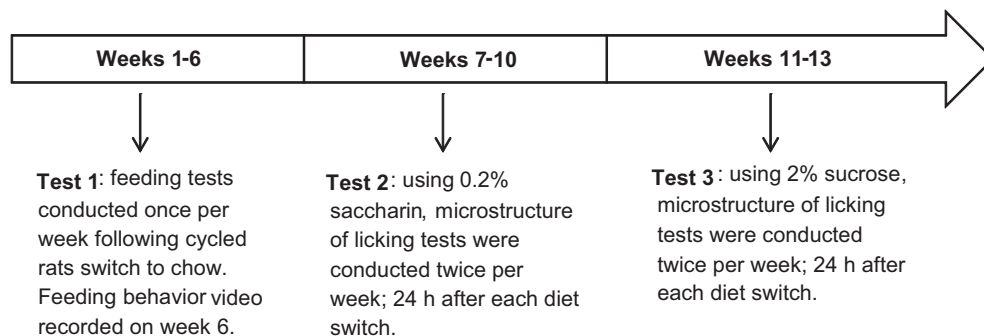 Weeks 1-6
Weeks 7-10
Weeks 11-13
Test 1: feeding tests
conducted once per
week following cycled
rats switch to chow.
Feeding behavior video
recorded on week 6.
Test 2: using 0.2%
saccharin, microstructure
of licking tests were
conducted twice per
week; 24 h after each diet
switch.
Test 3: using 2% sucrose,
microstructure of licking
tests were conducted
twice per week; 24 h after
each diet switch.